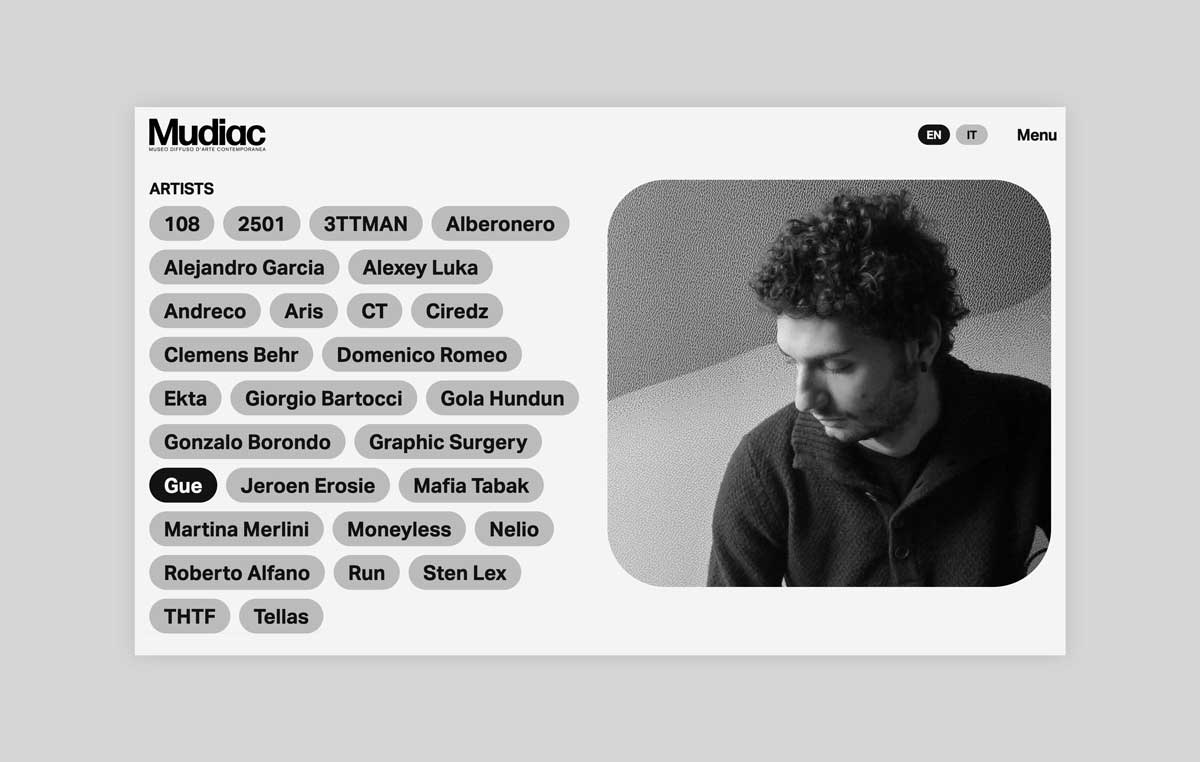 Mudiac
MUSEO DIFFUSO D'ARTE CONTEMPORANEA
EN IT Menu
ARTISTS
108 2501 3TTMAN Alberonero
Alejandro Garcia Alexey Luka
Andreco Aris CT Ciredz
Clemens Behr Domenico Romeo
Ekta Giorgio Bartocci Gola Hundun
Gonzalo Borondo Graphic Surgery
Gue Jeroen Erosie Mafia Tabak
Martina Merlini Moneyless Nelio
Roberto Alfano Run Sten Lex
THTF Tellas